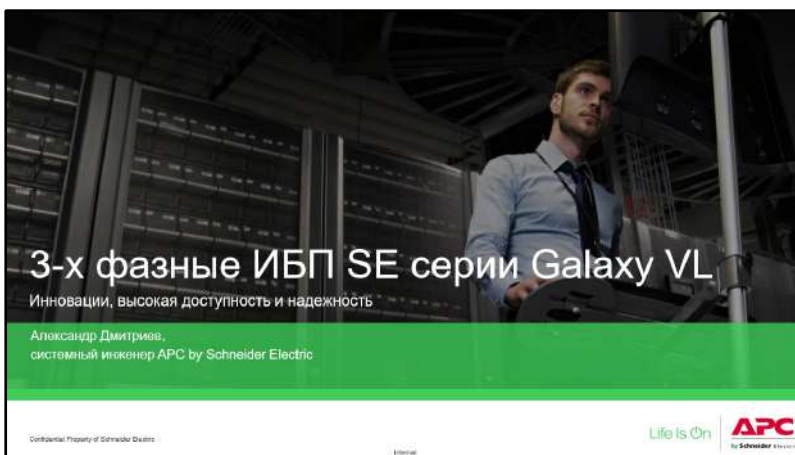 3-х фазные ИБП SE серии Galaxy VL
Инновации, высокая доступность и надежность
Александр Дмитриев,
системный инженер APC by Schneider Electric
Confidential Property of Schneider Electric
Internal
Life Is On
APC
by Schneider Electric